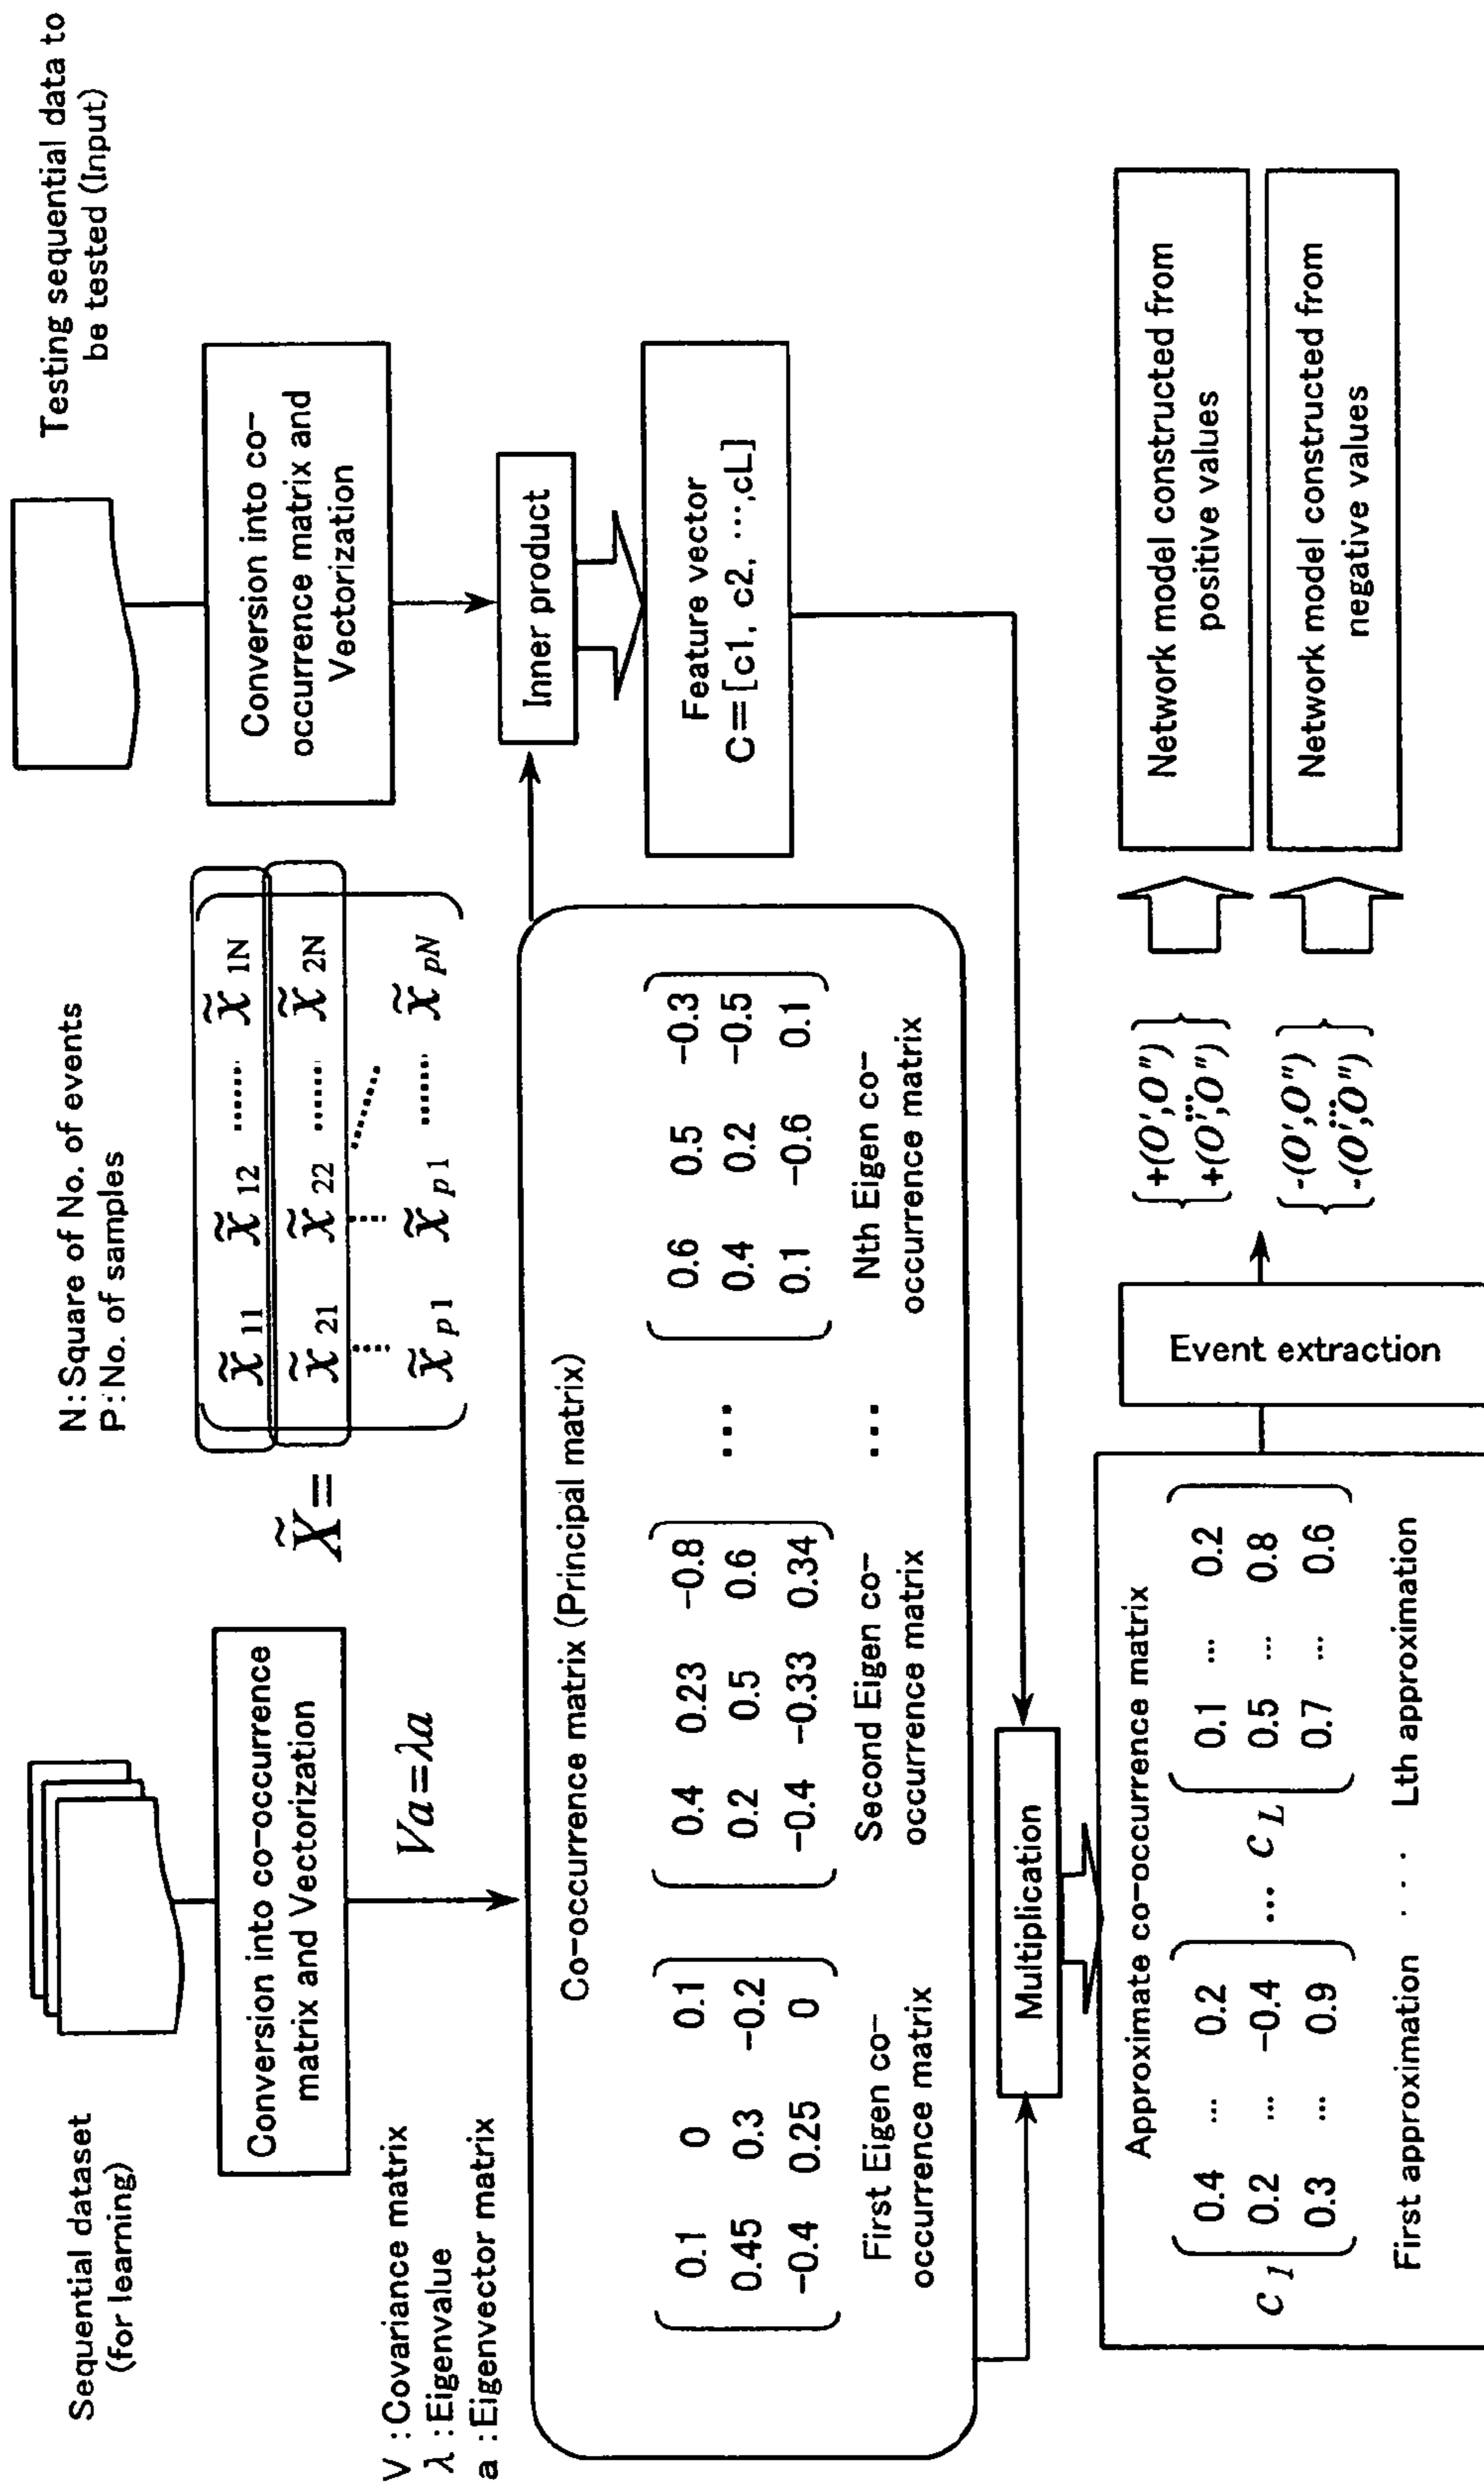 Sequential dataset
(for learning)
Conversion into co-occurrence
matrix and Vectorization
V :Covariance matrix
λ :Eigenvalue
a :Eigenvector matrix
Va=λa
N:Square of No. of events
P:No. of samples
X̃=
x̃ 11 x̃ 12 ....... x̃ 1N
x̃ 21 x̃ 22 ....... x̃ 2N
x̃ p1 x̃ p1 ...... x̃ pN
Testing sequential data to
be tested (Input)
Conversion into co-
occurrence matrix and
Vectorization
Inner product
Feature vector
C=[c1, c2, ···,cL]
Co-occurrence matrix (Principal matrix)
0.1 0 0.1
0.45 0.3 -0.2
-0.4 0.25 0
First Eigen co-
occurrence matrix
0.4 0.23 -0.8
0.2 0.5 0.6
-0.4 -0.33 0.34
Second Eigen co-
occurrence matrix
...
...
0.6 0.5 -0.3
0.4 0.2 -0.5
0.1 -0.6 0.1
Nth Eigen co-
occurrence matrix
Multiplication
Approximate co-occurrence matrix
c 1
0.4 ... 0.2
0.2 ... -0.4
0.3 ... 0.9
... c L
0.1 ... 0.2
0.5 ... 0.8
0.7 ... 0.6
First approximation . . . Lth approximation
Event extraction
+(O',O")
...
+(O',O")
-(O',O")
...
-(O',O")
Network model constructed from
positive values
Network model constructed from
negative values